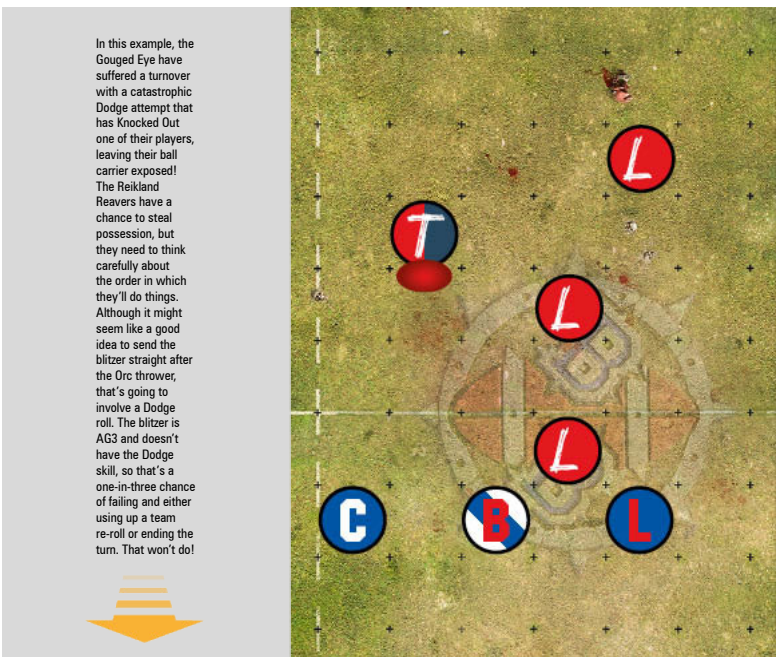 In this example, the
Gouged Eye have
suffered a turnover
with a catastrophic
Dodge attempt that
has Knocked Out
one of their players,
leaving their ball
carrier exposed!
The Reikland
Reavers have a
chance to steal
possession, but
they need to think
carefully about
the order in which
they'll do things.
Although it might
seem like a good
idea to send the
blitzer straight after
the Orc thrower,
that's going to
involve a Dodge
roll. The blitzer is
AG3 and doesn't
have the Dodge
skill, so that's a
one-in-three chance
of failing and either
using up a team
re-roll or ending the
turn. That won't do!
L
T
L
L
C B L